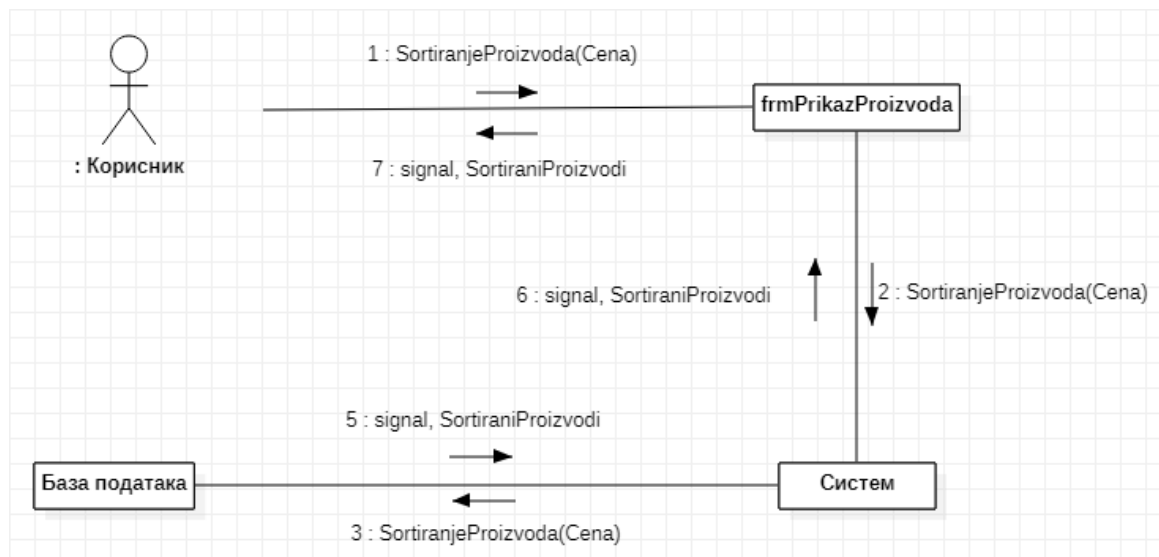 1 : SortiranjeProizvoda(Cena)
frmPrikazProizvoda
: Корисник
7 : signal, SortiraniProizvodi
6 : signal, SortiraniProizvodi
2 : SortiranjeProizvoda(Cena)
5 : signal, SortiraniProizvodi
База података
Систем
3 : SortiranjeProizvoda(Cena)